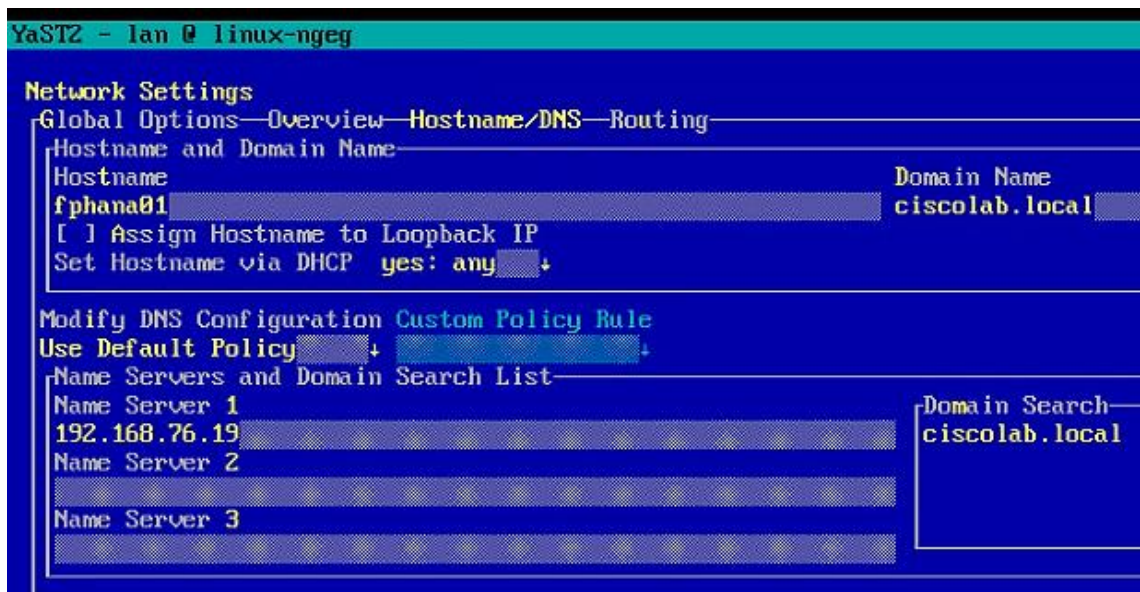 YaST2 - lan @ linux-ngeg
Network Settings
Global Options Overview Hostname/DNS Routing
Hostname and Domain Name
Hostname Domain Name
fphana01 ciscolab.local
[ ] Assign Hostname to Loopback IP
Set Hostname via DHCP yes: any
Modify DNS Configuration Custom Policy Rule
Use Default Policy
Name Servers and Domain Search List
Name Server 1 Domain Search
192.168.76.19 ciscolab.local
Name Server 2
Name Server 3